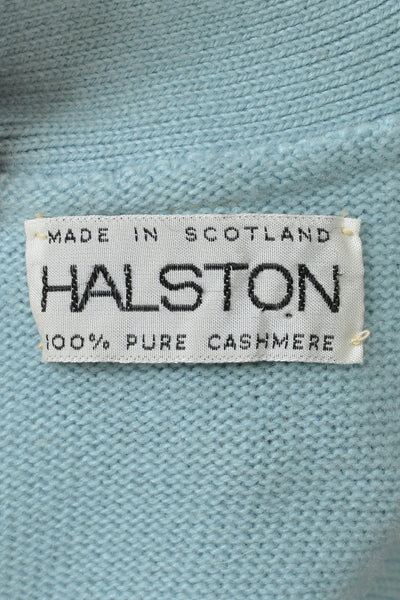 MADE IN SCOTLAND
HALSTON
100% PURE CASHMERE